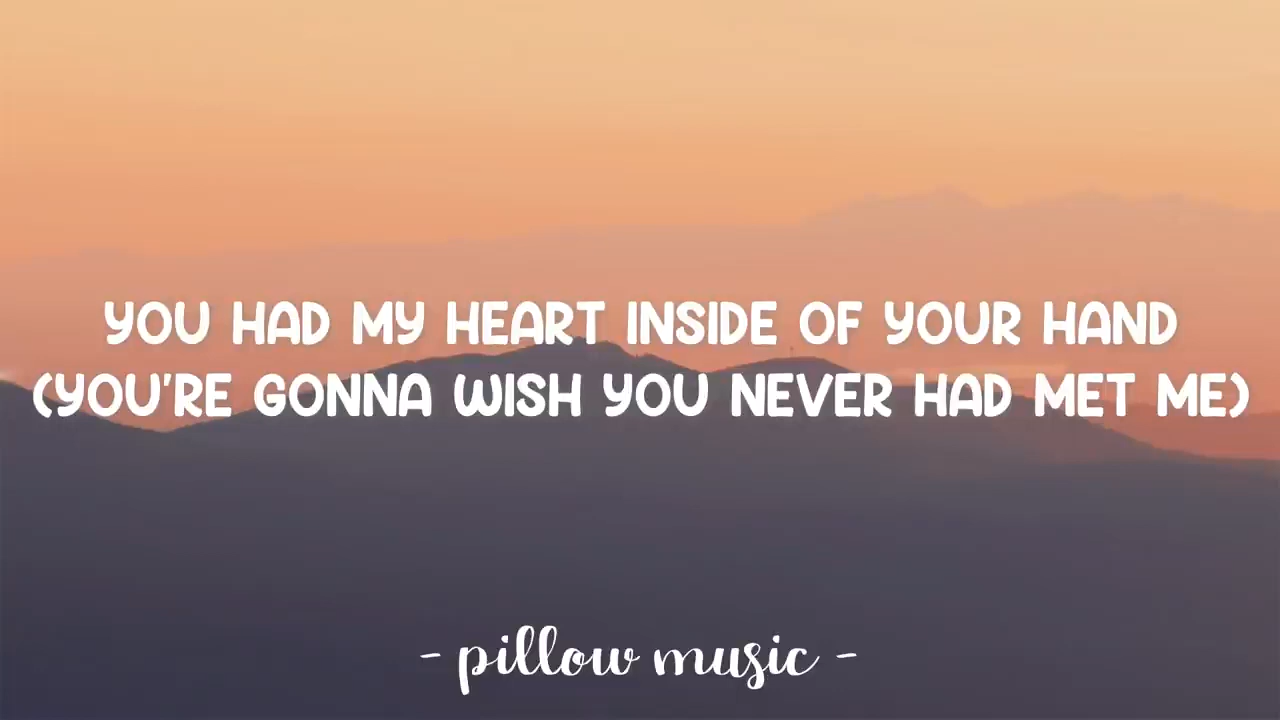 YOU HAD MY HEART INSIDE OF YOUR HAND
(YOU'RE GONNA WISH YOU NEVER HAD MET ME)
- pillow music -